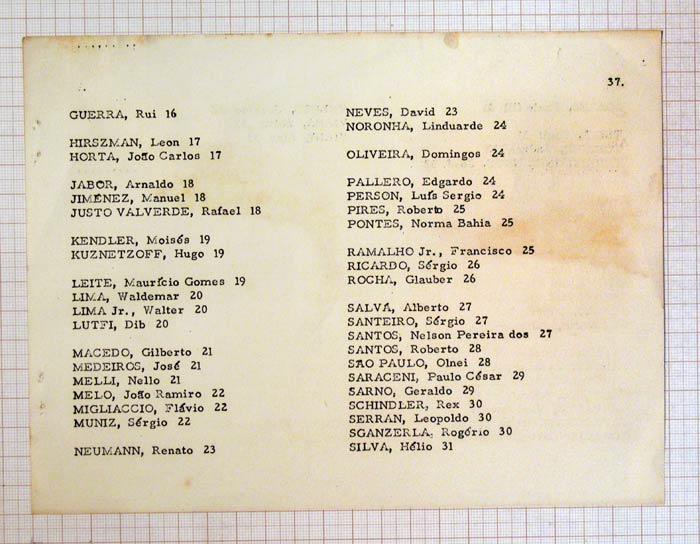 37.
GUERRA, Rui 16
HIRSZMAN, Leon 17
HORTA, João Carlos 17
JABOR, Arnaldo 18
JIMÉNEZ, Manuel 18
JUSTO VALVERDE, Rafael 18
KENDLER, Moisés 19
KUZNETZOFF, Hugo 19
LEITE, Maurício Gomes 19
LIMA, Waldemar 20
LIMA Jr., Walter 20
LUTFI, Dib 20
MACEDO, Gilberto 21
MEDEIROS, José 21
MELLI, Nello 21
MELO, João Ramiro 22
MIGLIACCIO, Flávio 22
MUNIZ, Sérgio 22
NEUMANN, Renato 23
NEVES, David 23
NORONHA, Linduarde 24
OLIVEIRA, Domingos 24
PALLERO, Edgardo 24
PERSON, Luís Sergio 24
PIRES, Roberto 25
PONTES, Norma Bahia 25
RAMALHO Jr., Francisco 25
RICARDO, Sérgio 26
ROCHA, Glauber 26
SALVÁ, Alberto 27
SANTEIRO, Sérgio 27
SANTOS, Nelson Pereira dos 27
SANTOS, Roberto 28
SÃO PAULO, Olnei 28
SARACENI, Paulo César 29
SARNO, Geraldo 29
SCHINDLER, Rex 30
SERRAN, Leopoldo 30
SGANZERLA, Rogério 30
SILVA, Hélio 31